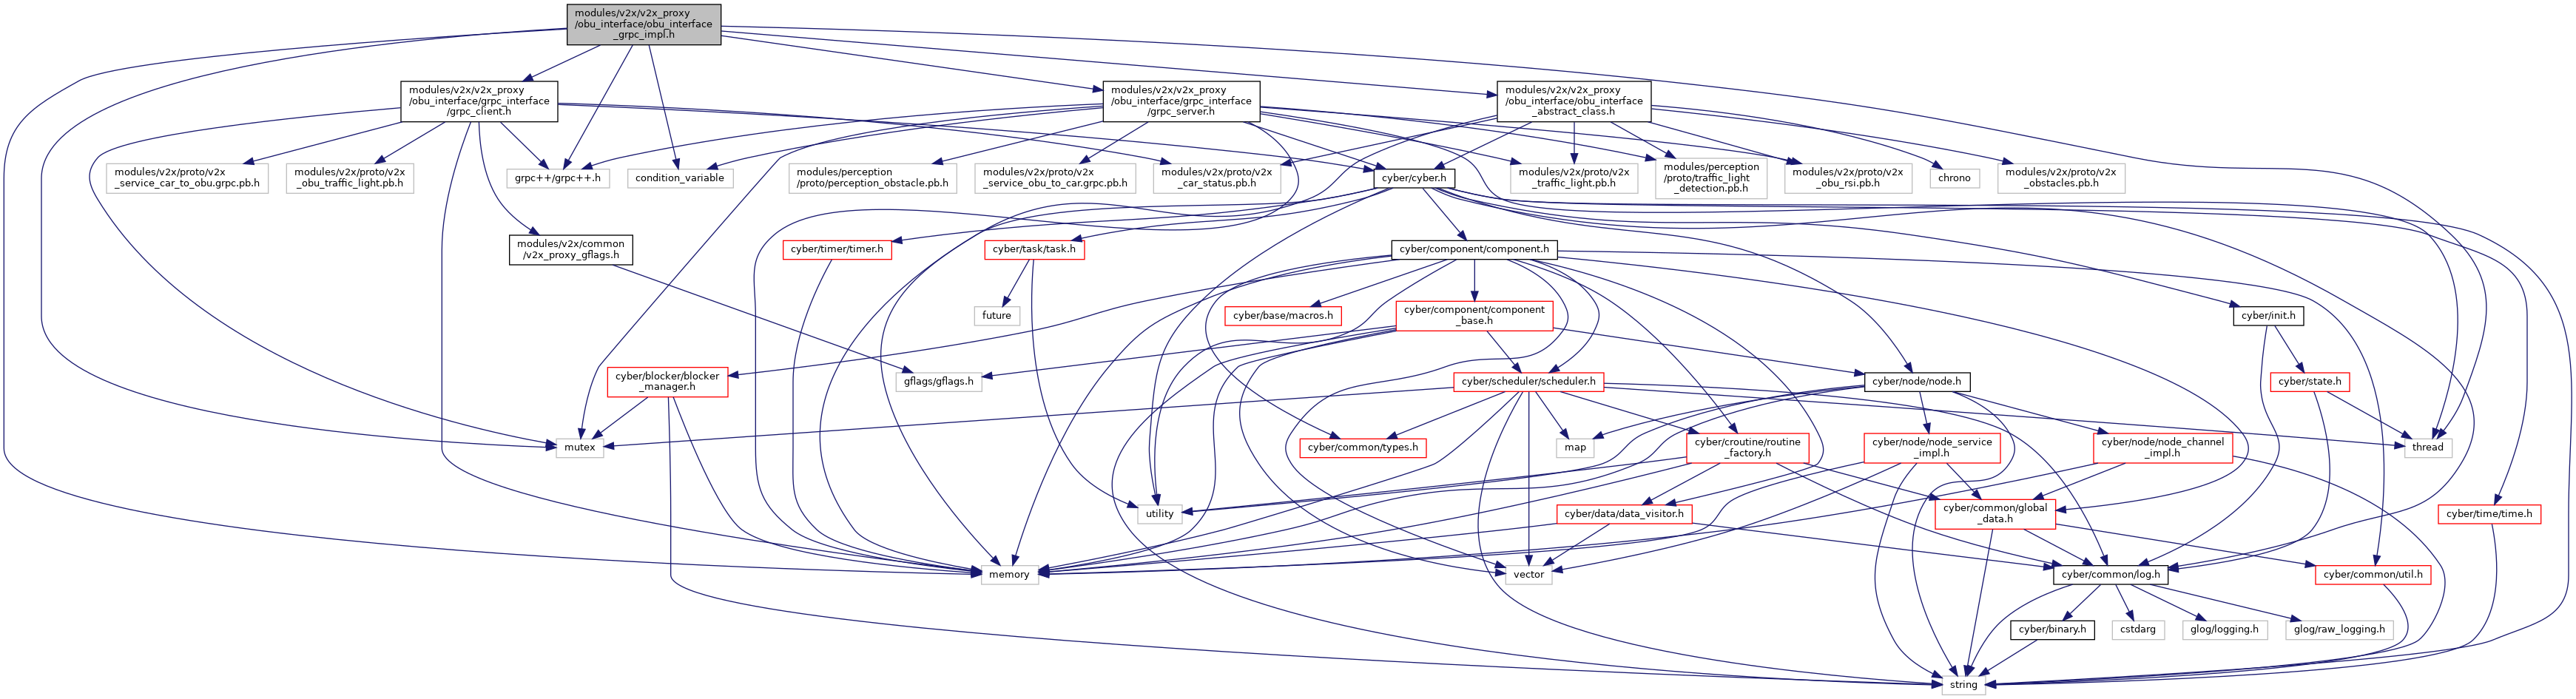 modules/v2x/v2x_proxy
/obu_interface/obu_interface
_grpc_impl.h
modules/v2x/v2x_proxy
/obu_interface/grpc_interface
/grpc_client.h
modules/v2x/v2x_proxy
/obu_interface/grpc_interface
/grpc_server.h
modules/v2x/v2x_proxy
/obu_interface/obu_interface
_abstract_class.h
modules/v2x/proto/v2x
_service_car_to_obu.grpc.pb.h
modules/v2x/proto/v2x
_obu_traffic_light.pb.h
grpc++/grpc++.h
condition_variable
modules/perception
/proto/perception_obstacle.pb.h
modules/v2x/proto/v2x
_service_obu_to_car.grpc.pb.h
modules/v2x/proto/v2x
_car_status.pb.h
cyber/cyber.h
modules/v2x/proto/v2x
_traffic_light.pb.h
modules/perception
/proto/traffic_light
_detection.pb.h
modules/v2x/proto/v2x
_obu_rsi.pb.h
chrono
modules/v2x/proto/v2x
_obstacles.pb.h
modules/v2x/common
/v2x_proxy_gflags.h
cyber/timer/timer.h
cyber/task/task.h
cyber/component/component.h
future
cyber/base/macros.h
cyber/component/component
_base.h
cyber/init.h
cyber/blocker/blocker
_manager.h
gflags/gflags.h
cyber/scheduler/scheduler.h
cyber/node/node.h
cyber/state.h
mutex
cyber/common/types.h
map
cyber/croutine/routine
_factory.h
cyber/node/node_service
_impl.h
cyber/node/node_channel
_impl.h
thread
utility
cyber/data/data_visitor.h
cyber/common/global
_data.h
cyber/time/time.h
memory
vector
cyber/common/log.h
cyber/common/util.h
cyber/binary.h
cstdarg
glog/logging.h
glog/raw_logging.h
string